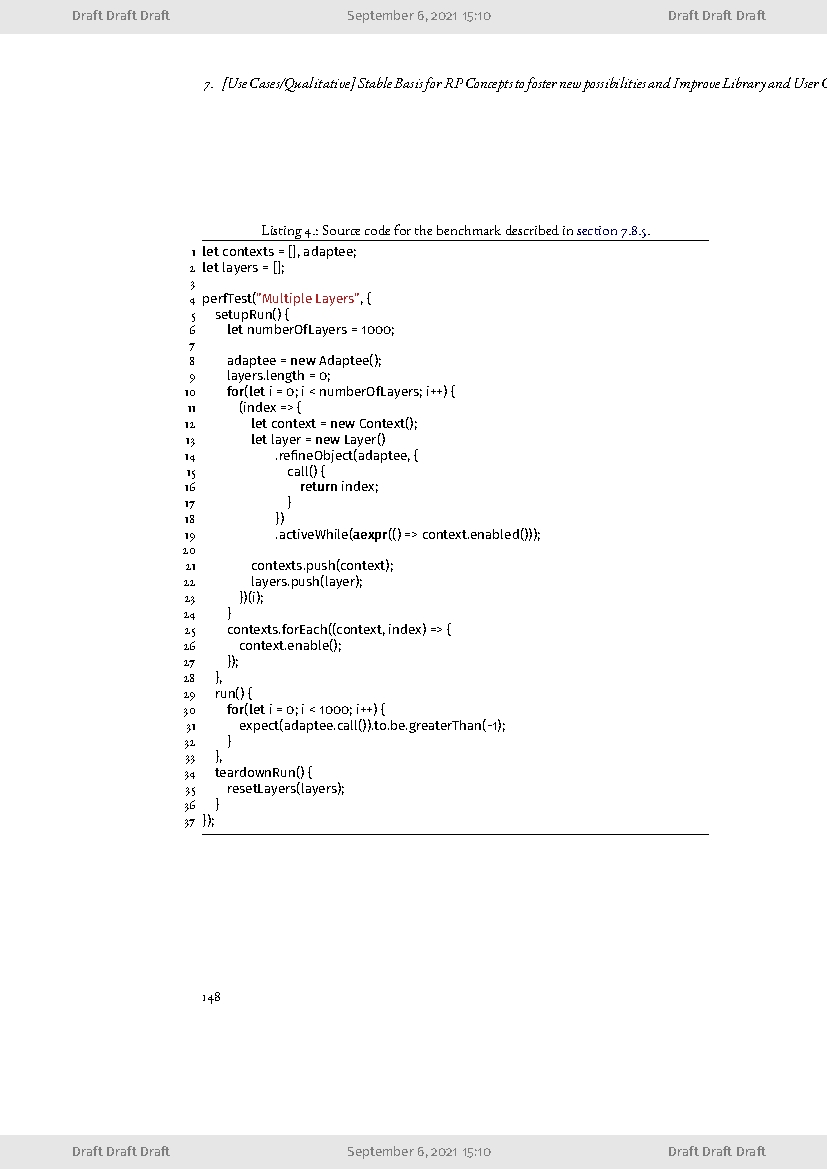 Draft Draft Draft September 6, 2021 15:10 Draft Draft Draft
7. [Use Cases/Qualitative] Stable Basis for RP Concepts to foster new possibilities and Improve Library and User
Listing 4.: Source code for the benchmark described in section 7.8.5.
1 let contexts = [], adaptee;
2 let layers = [];
3
4 perfTest("Multiple Layers", {
5 setupRun() {
6 let numberOfLayers = 1000;
7
8 adaptee = new Adaptee();
9 layers.length = 0;
10 for(let i = 0; i < numberOfLayers; i++) {
11 (index => {
12 let context = new Context();
13 let layer = new Layer()
14 .refineObject(adaptee, {
15 call() {
16 return index;
17 }
18 })
19 .activeWhile(aexpr(() => context.enabled()));
20
21 contexts.push(context);
22 layers.push(layer);
23 })(i);
24 }
25 contexts.forEach((context, index) => {
26 context.enable();
27 });
28 },
29 run() {
30 for(let i = 0; i < 1000; i++) {
31 expect(adaptee.call()).to.be.greaterThan(-1);
32 }
33 },
34 teardownRun() {
35 resetLayers(layers);
36 }
37 });
148
Draft Draft Draft September 6, 2021 15:10 Draft Draft Draft